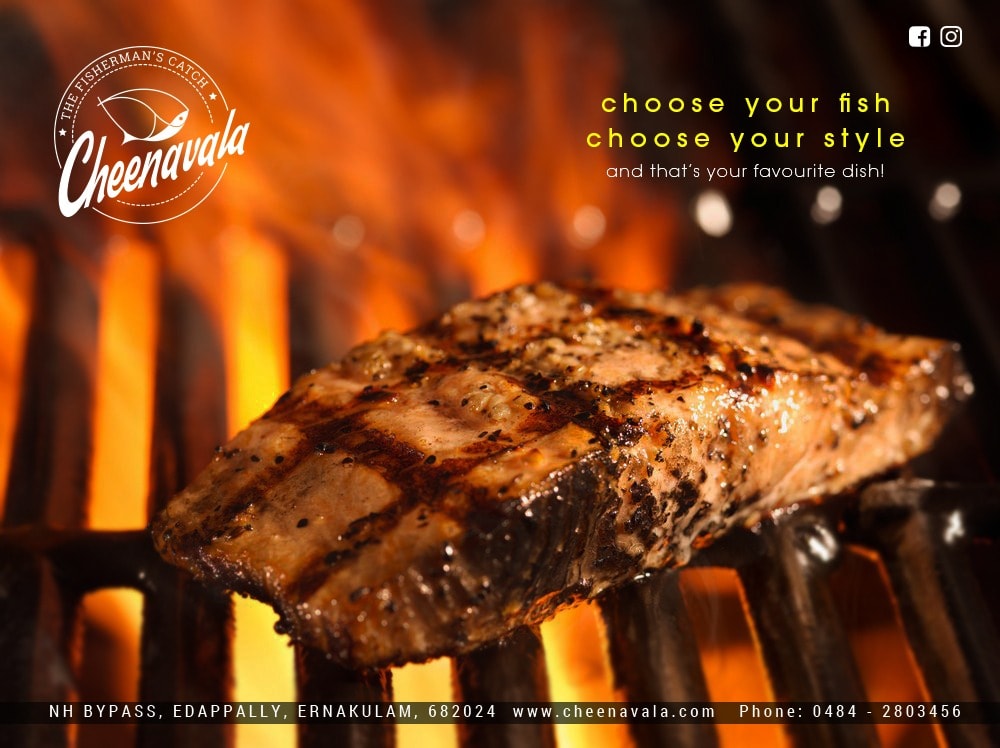 THE FISHERMAN'S CATCH
Cheenavala
choose your fish
choose your style
and that's your favourite dish!
NH BYPASS, EDAPPALLY, ERNAKULAM, 682024 www.cheenavala.com Phone: 0484 - 2803456